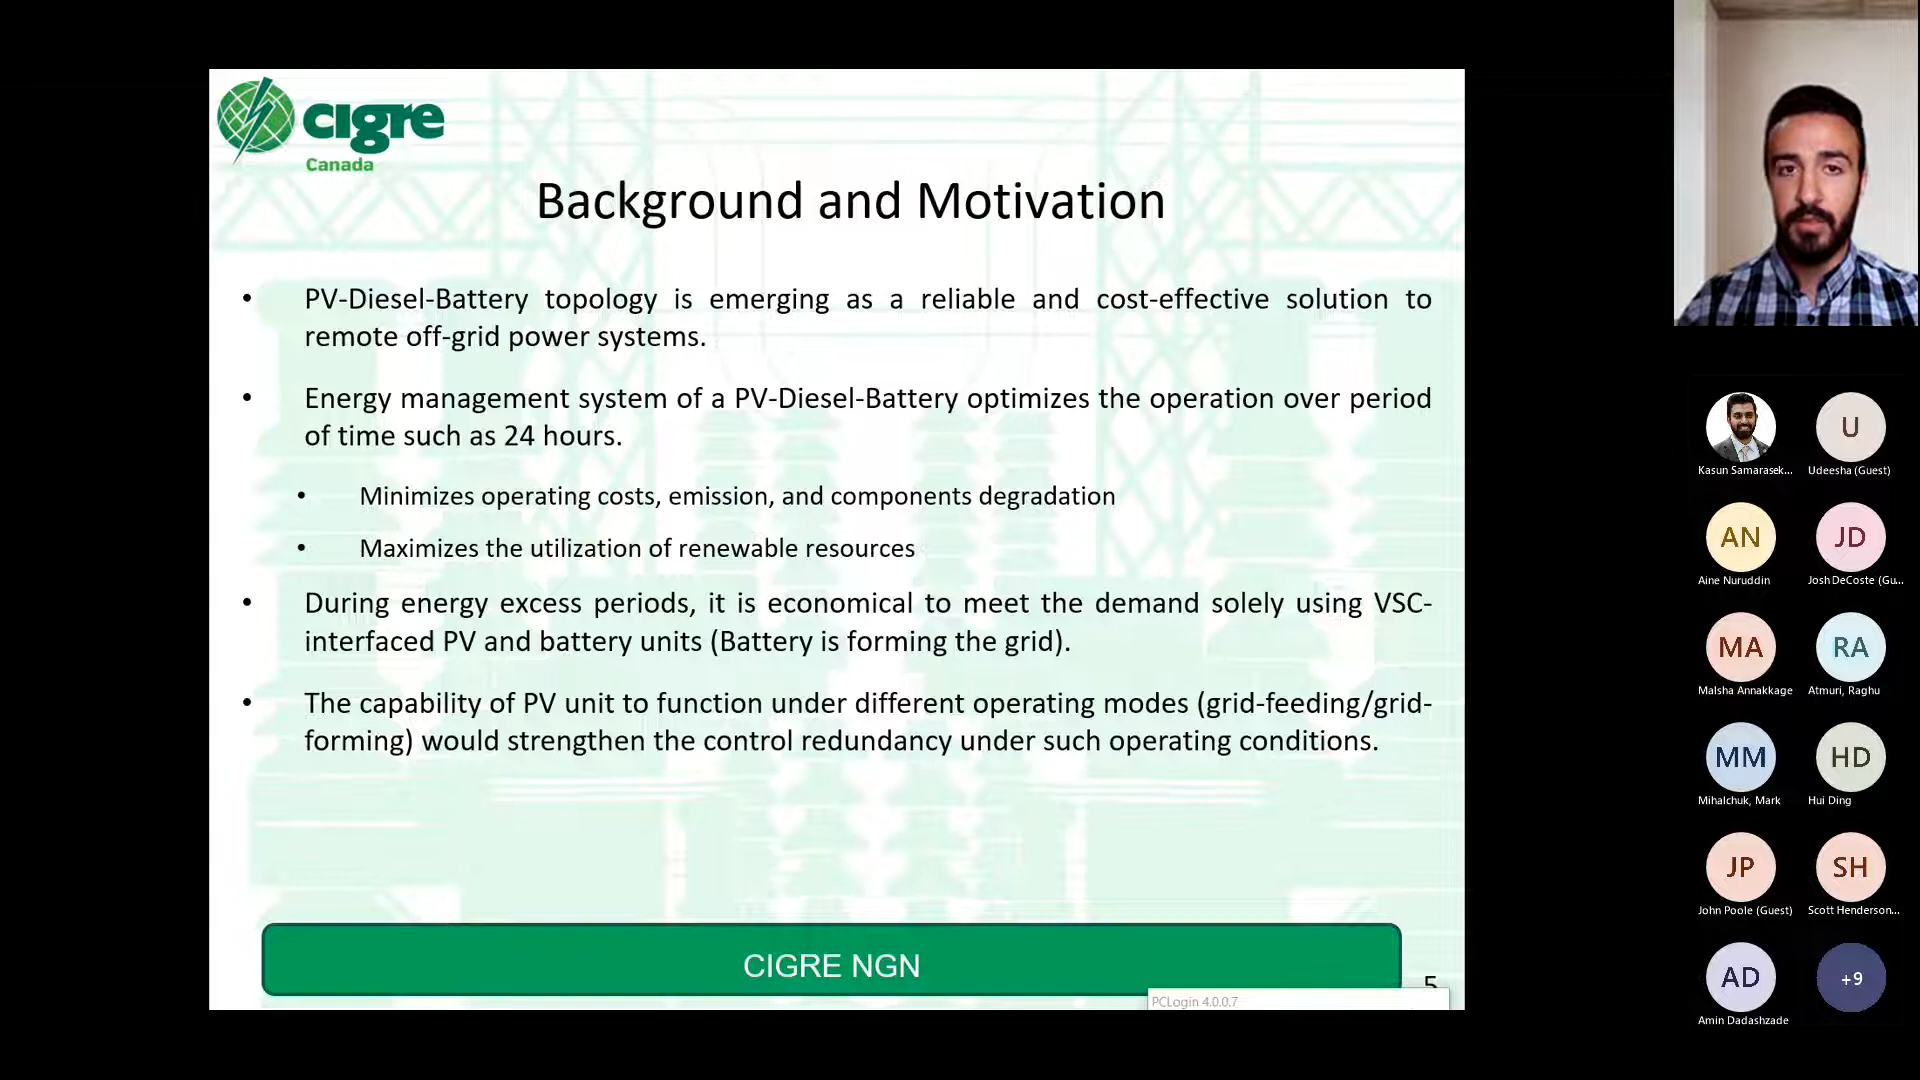 cigre
Canada
Background and Motivation
• PV-Diesel-Battery topology is emerging as a reliable and cost-effective solution to
remote off-grid power systems.
• Energy management system of a PV-Diesel-Battery optimizes the operation over period
of time such as 24 hours.
• Minimizes operating costs, emission, and components degradation
• Maximizes the utilization of renewable resources
• During energy excess periods, it is economical to meet the demand solely using VSC-
interfaced PV and battery units (Battery is forming the grid).
• The capability of PV unit to function under different operating modes (grid-feeding/grid-
forming) would strengthen the control redundancy under such operating conditions.
CIGRE NGN
5
PCLogin 4.0.0.7
Kasun Samarasek...
U
Udeesha (Guest)
AN
Aine Nuruddin
JD
Josh DeCoste (Gu...
MA
Malsha Annakkage
RA
Atmuri, Raghu
MM
Mihalchuk, Mark
HD
Hui Ding
JP
John Poole (Guest)
SH
Scott Henderson...
AD
Amin Dadashzade
+9